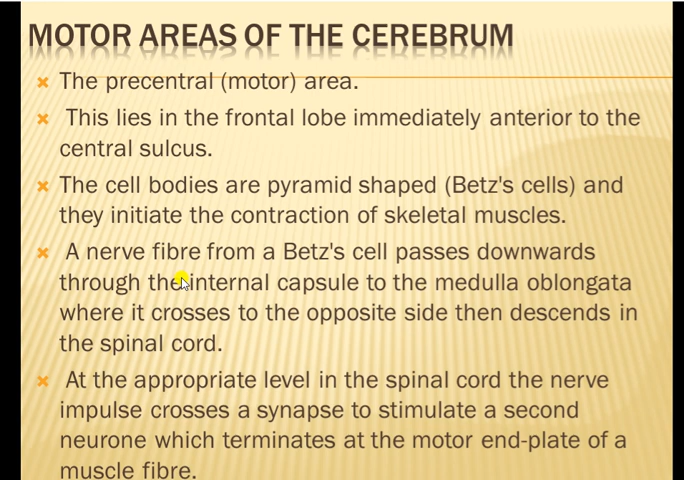 MOTOR AREAS OF THE CEREBRUM
The precentral (motor) area.
This lies in the frontal lobe immediately anterior to the
central sulcus.
The cell bodies are pyramid shaped (Betz's cells) and
they initiate the contraction of skeletal muscles.
A nerve fibre from a Betz's cell passes downwards
through the internal capsule to the medulla oblongata
where it crosses to the opposite side then descends in
the spinal cord.
At the appropriate level in the spinal cord the nerve
impulse crosses a synapse to stimulate a second
neurone which terminates at the motor end-plate of a
muscle fibre.